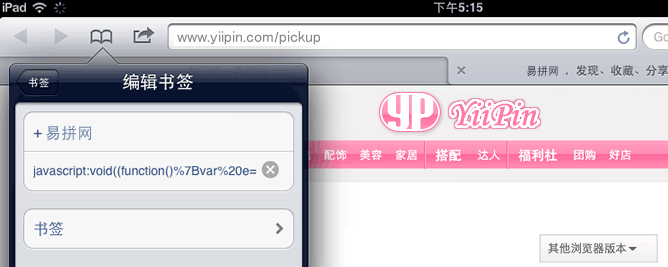 iPad 下午5:15
www.yiipin.com/pickup Go
书签 编辑书签
易拼网 , 发现、收藏、分享
+易拼网
YP YiiPin
javascript:void((function()%7Bvar%20e=
配饰 美容 家居 搭配 达人 福利社 团购 好店
书签
其他浏览器版本